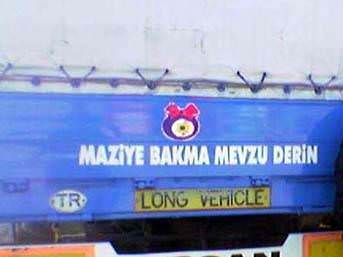 MAZİYE BAKMA MEVZU DERİN
TR
LONG VEHICLE